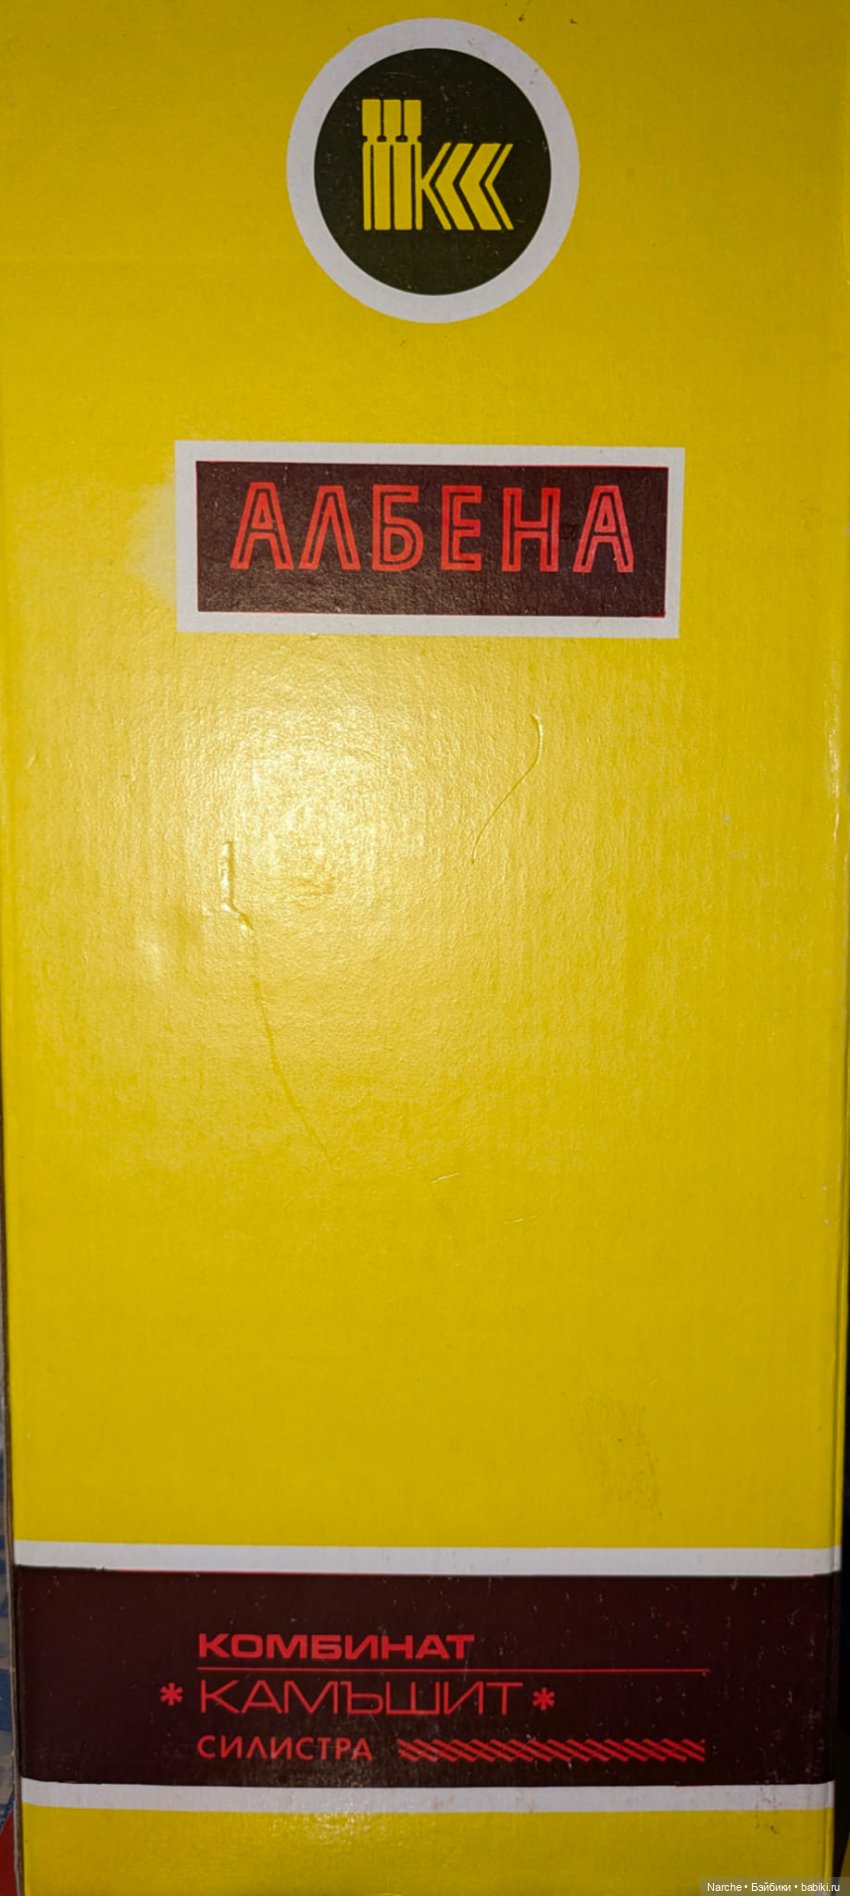 АЛБЕНА
КОМБИНАТ
* КАМЪШИТ *
СИЛИСТРА
Narche • Бэйбики • babiki.ru